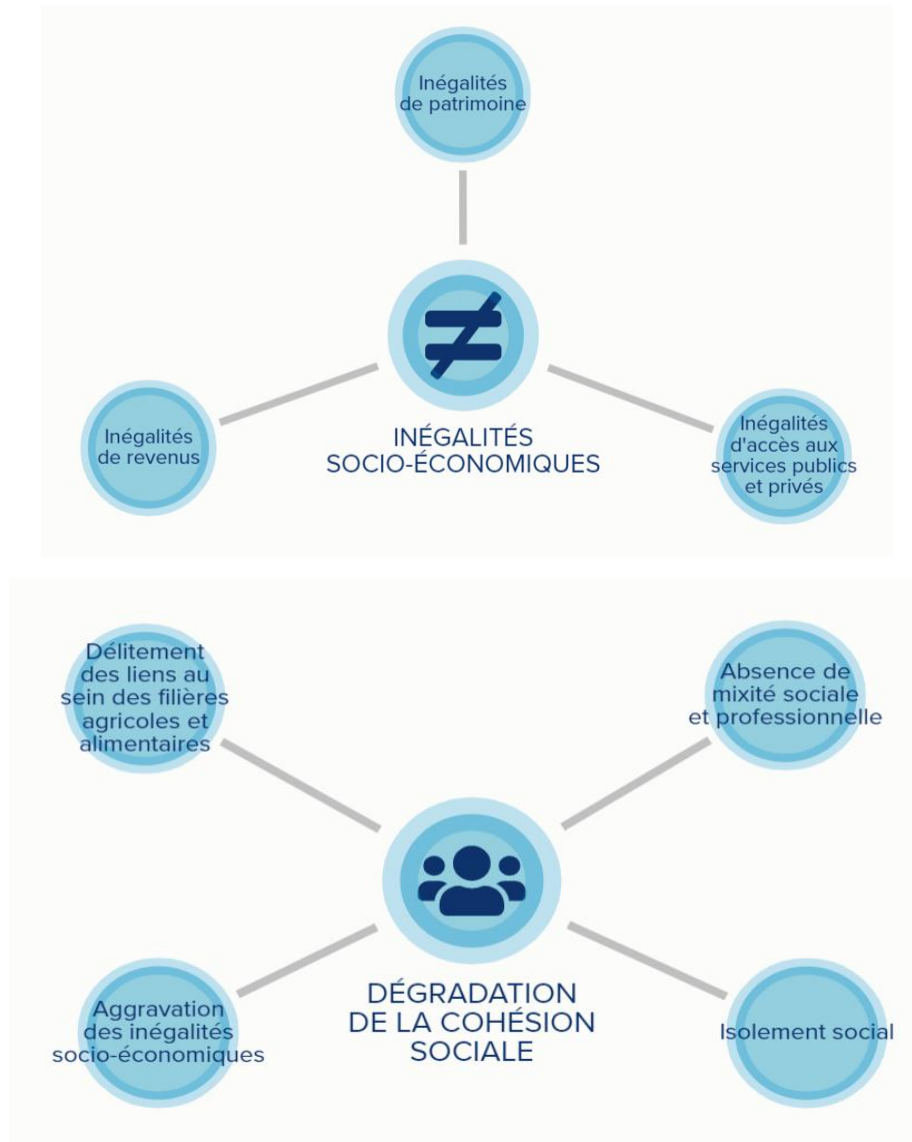 Inégalités
de patrimoine
Inégalités
de revenus
INÉGALITÉS
SOCIO-ÉCONOMIQUES
Inégalités
d'accès aux
services publics
et privés
Délitement
des liens au
sein des filières
agricoles et
alimentaires
Absence de
mixité sociale
et professionnelle
Aggravation
des inégalités
socio-économiques
DÉGRADATION
DE LA COHÉSION
SOCIALE
Isolement social